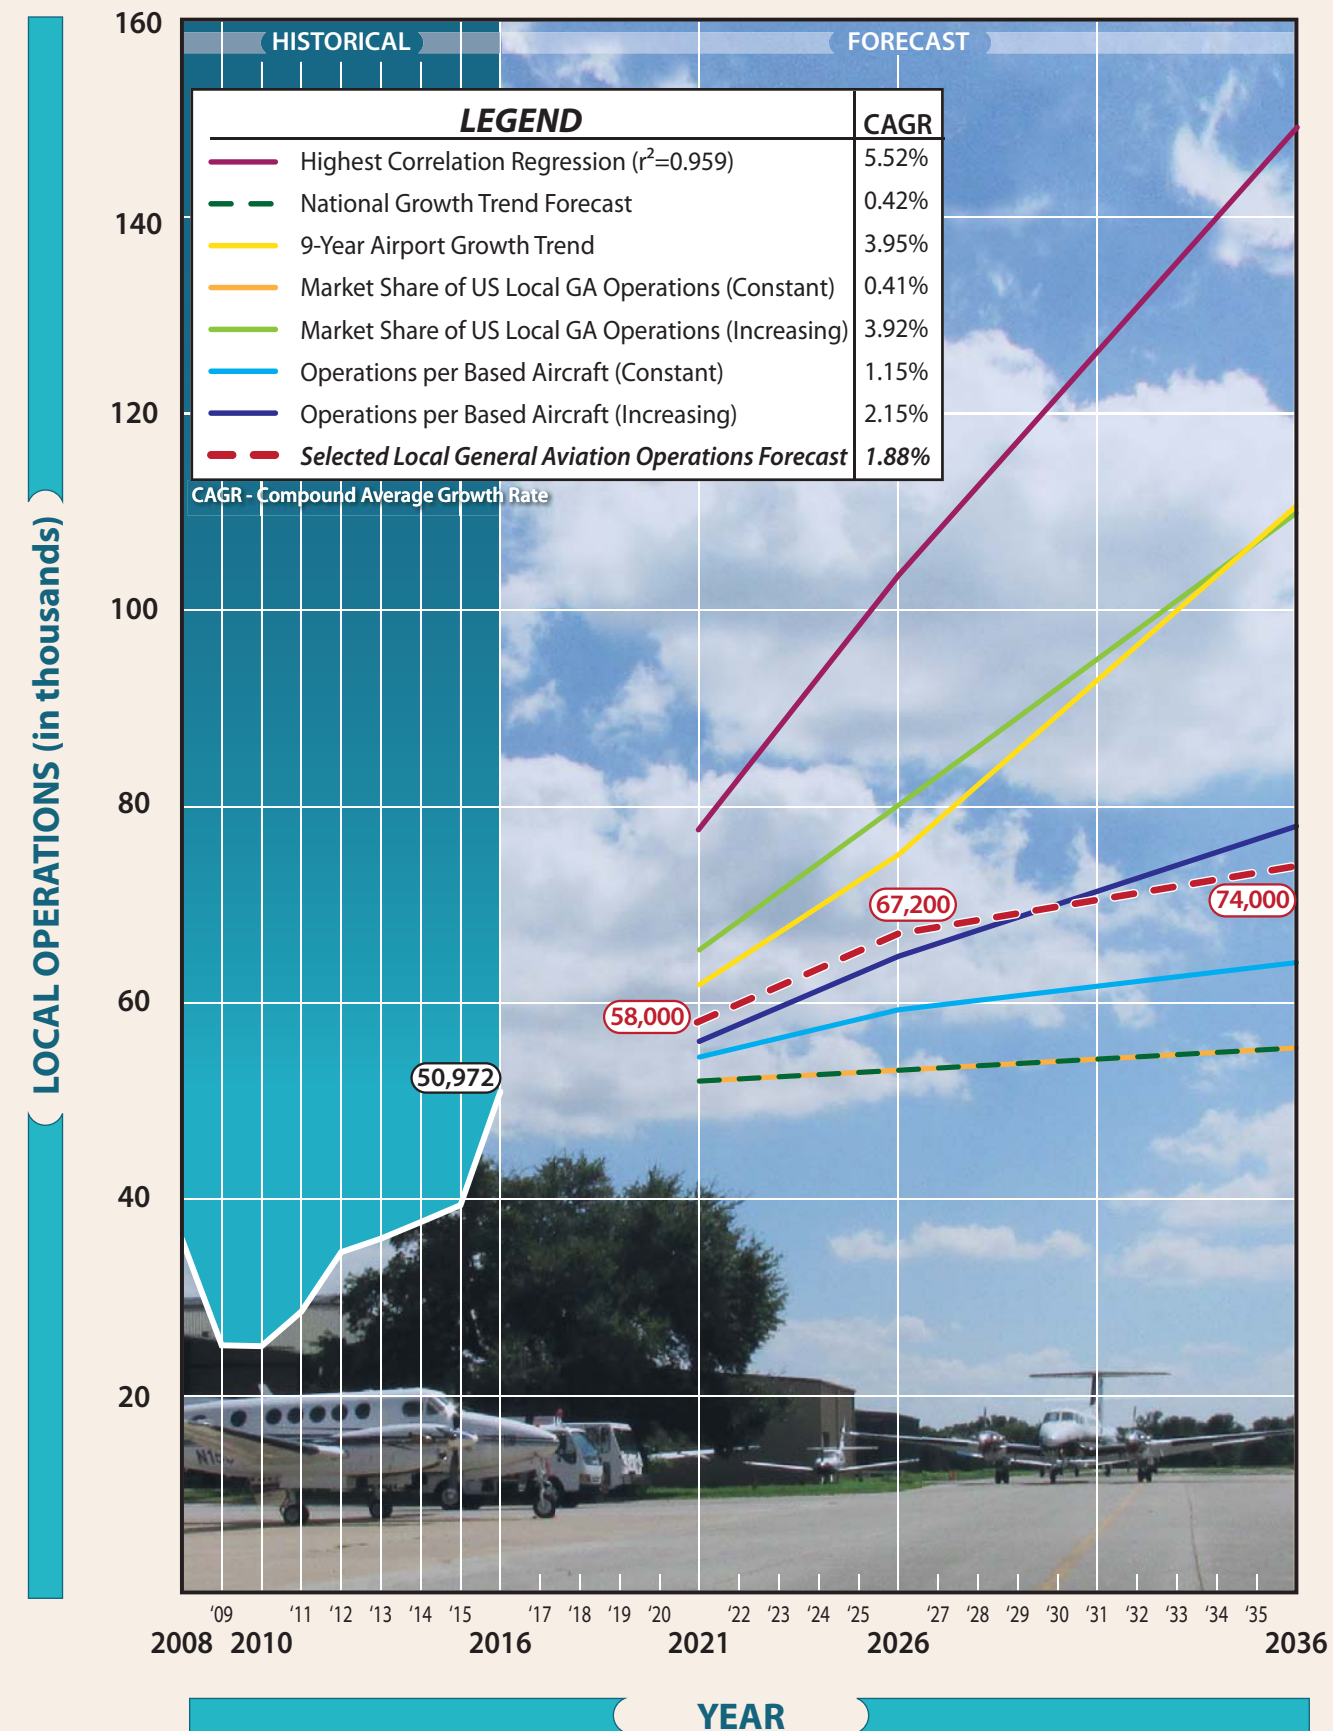 160
HISTORICAL
FORECAST
LEGEND
CAGR
Highest Correlation Regression (r²=0.959)
5.52%
National Growth Trend Forecast
0.42%
9-Year Airport Growth Trend
3.95%
Market Share of US Local GA Operations (Constant)
0.41%
Market Share of US Local GA Operations (Increasing)
3.92%
Operations per Based Aircraft (Constant)
1.15%
Operations per Based Aircraft (Increasing)
2.15%
Selected Local General Aviation Operations Forecast
1.88%
CAGR - Compound Average Growth Rate
140
120
100
80
60
40
20
LOCAL OPERATIONS (in thousands)
67,200
74,000
58,000
50,972
‘09 ‘11 ‘12 ‘13 ‘14 ‘15 ‘17 ‘18 ‘19 ‘20 ‘22 ‘23 ‘24 ‘25 ‘27 ‘28 ‘29 ‘30 ‘31 ‘32 ‘33 ‘34 ‘35
2008 2010 2016 2021 2026 2036
YEAR